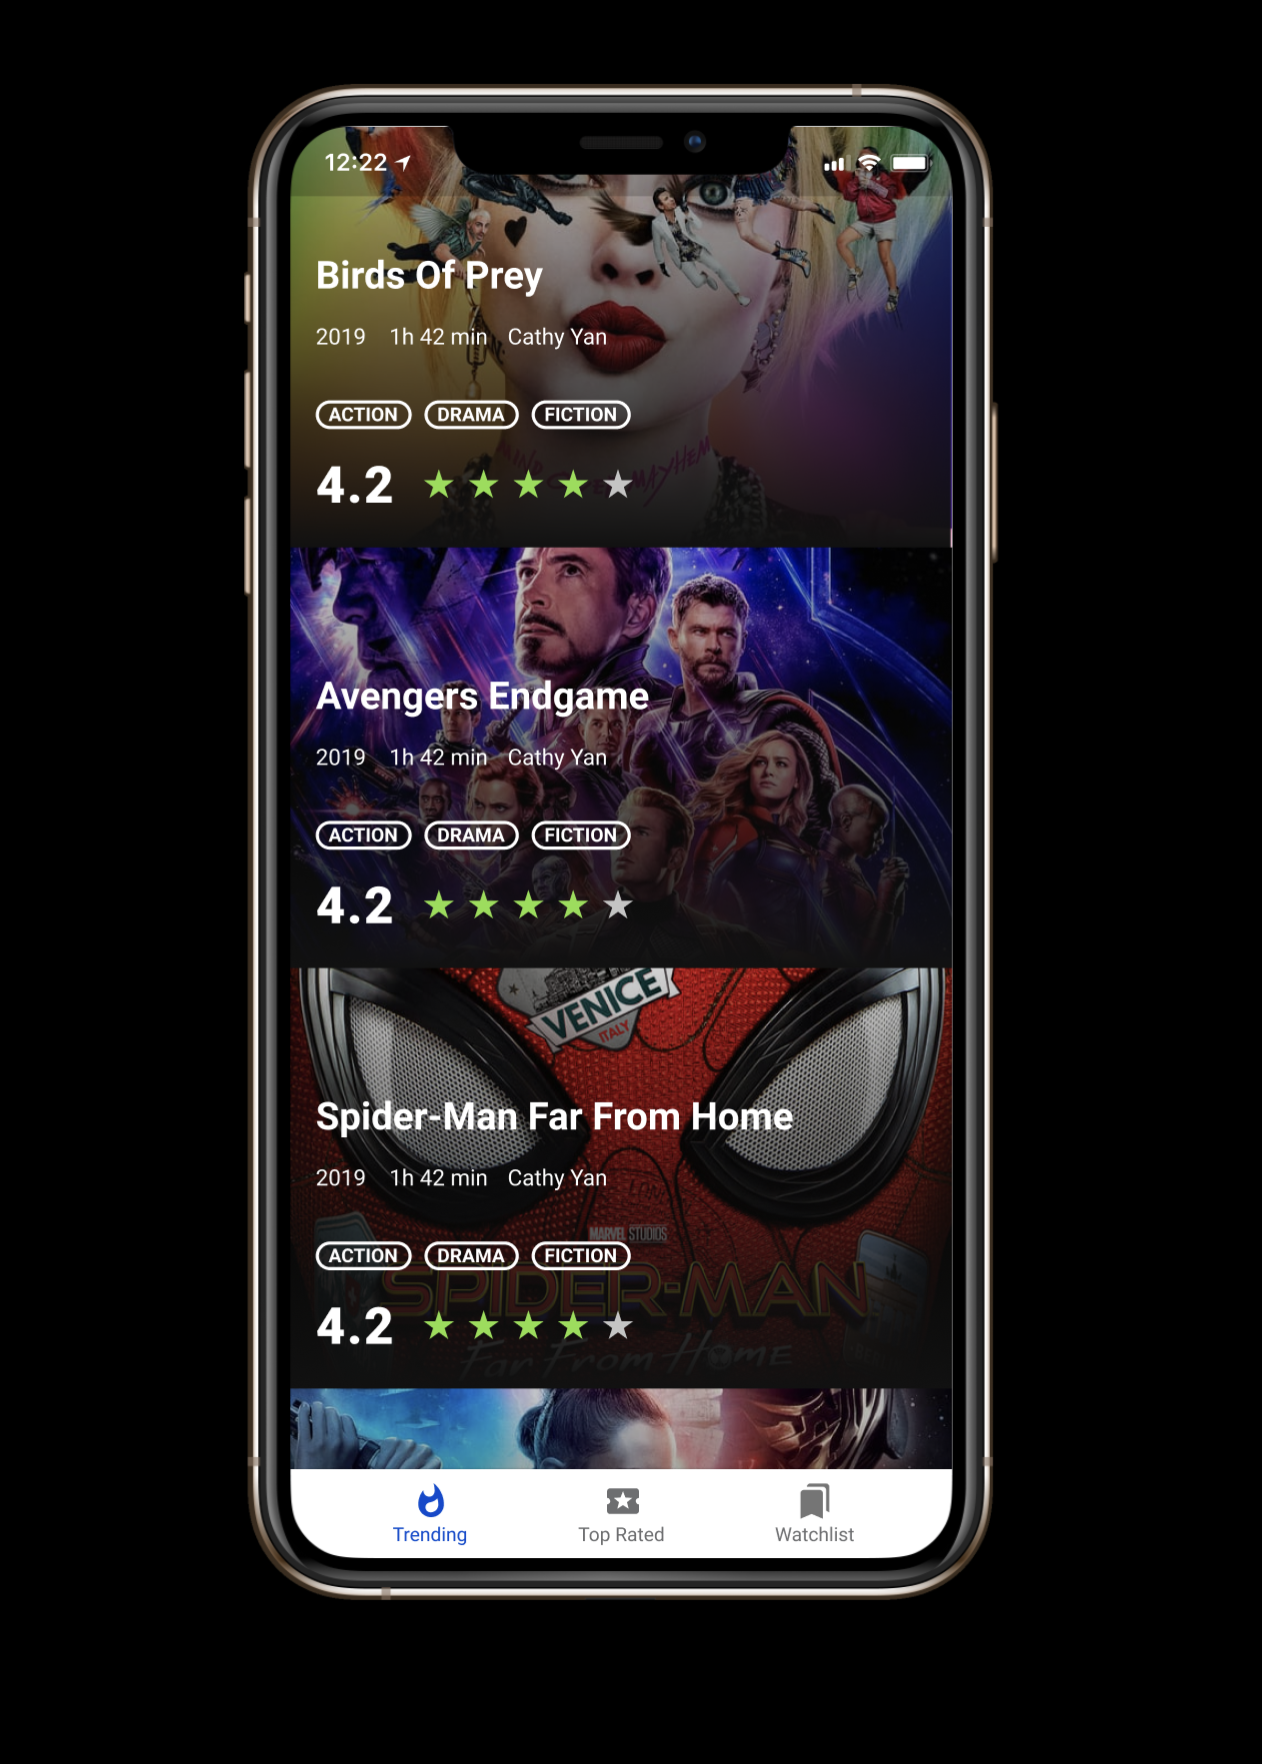 12:22
Birds Of Prey
2019 1h 42 min Cathy Yan
ACTION DRAMA FICTION
MIND
MAYHEM
4.2
Avengers Endgame
2019 1h 42 min Cathy Yan
ACTION DRAMA FICTION
4.2
VENICE
ITALY
Spider-Man Far From Home
2019 1h 42 min Cathy Yan
MARVEL STUDIOS
ACTION DRAMA FICTION
SPIDER-MAN
4.2
Far From Home
Trending Top Rated Watchlist